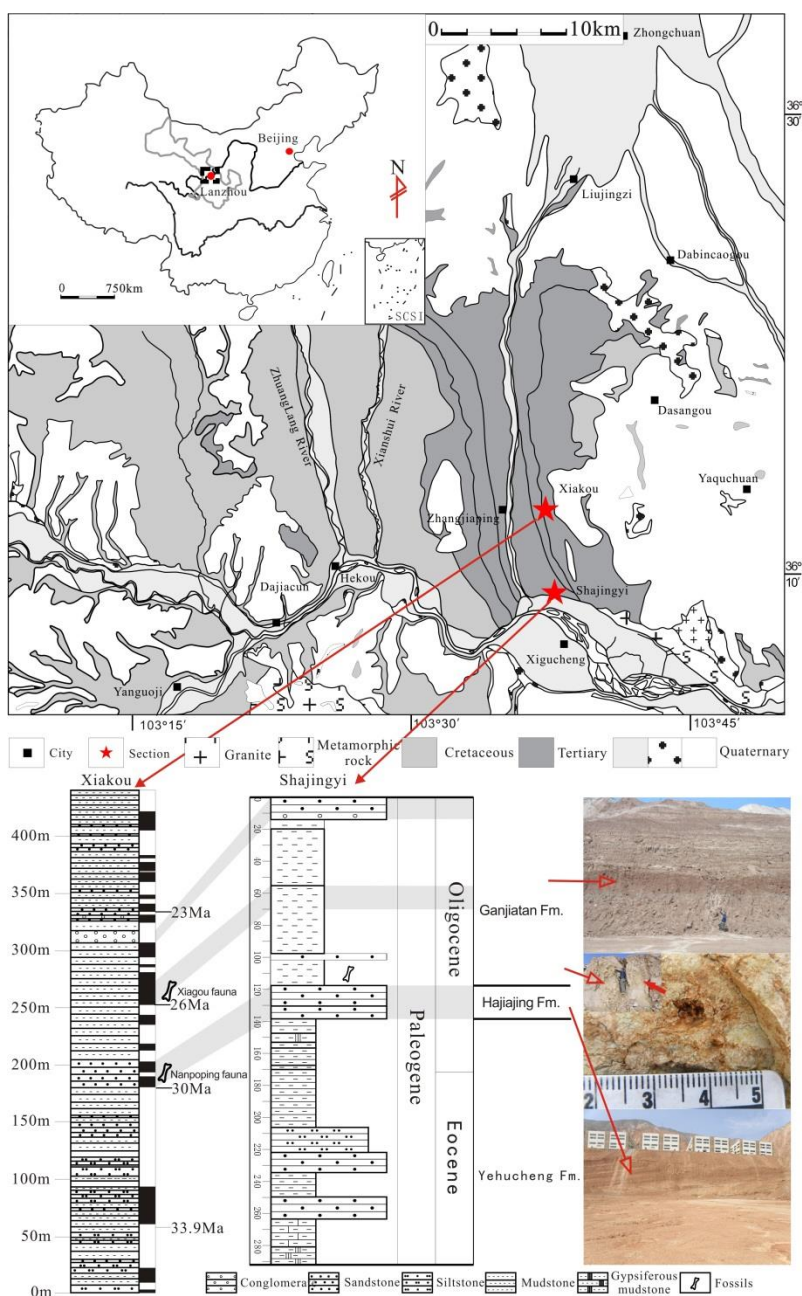 0 10km
Zhongchuan
36°
30'
Beijing
Lanzhou
N
0 750km
SCSI
Liujingzi
Dabincaogou
ZhuangLang River
Xianshui River
Dasangou
Yaquchuan
Xiakou
Zhangjiaping
36°
10'
Shajingyi
Hekou
Dajiacun
Xigucheng
Yanguoji
S
S
S
S
S
103°15'
103°30'
103°45'
City
Section
Granite
S
Metamorphic
rock
Cretaceous
Tertiary
Quaternary
Xiakou
Shajingyi
400m
350m
300m
250m
200m
150m
100m
50m
0m
23Ma
Xiagou fauna
26Ma
Nanpoping fauna
30Ma
33.9Ma
0
20
40
60
80
100
120
140
160
180
200
220
240
260
280
Paleogene
Oligocene
Eocene
Ganjiatan Fm.
Hajiajing Fm.
Yehucheng Fm.
2 3 4 5
Conglomera
Sandstone
Siltstone
Mudstone
Gypsiferous
mudstone
Fossils